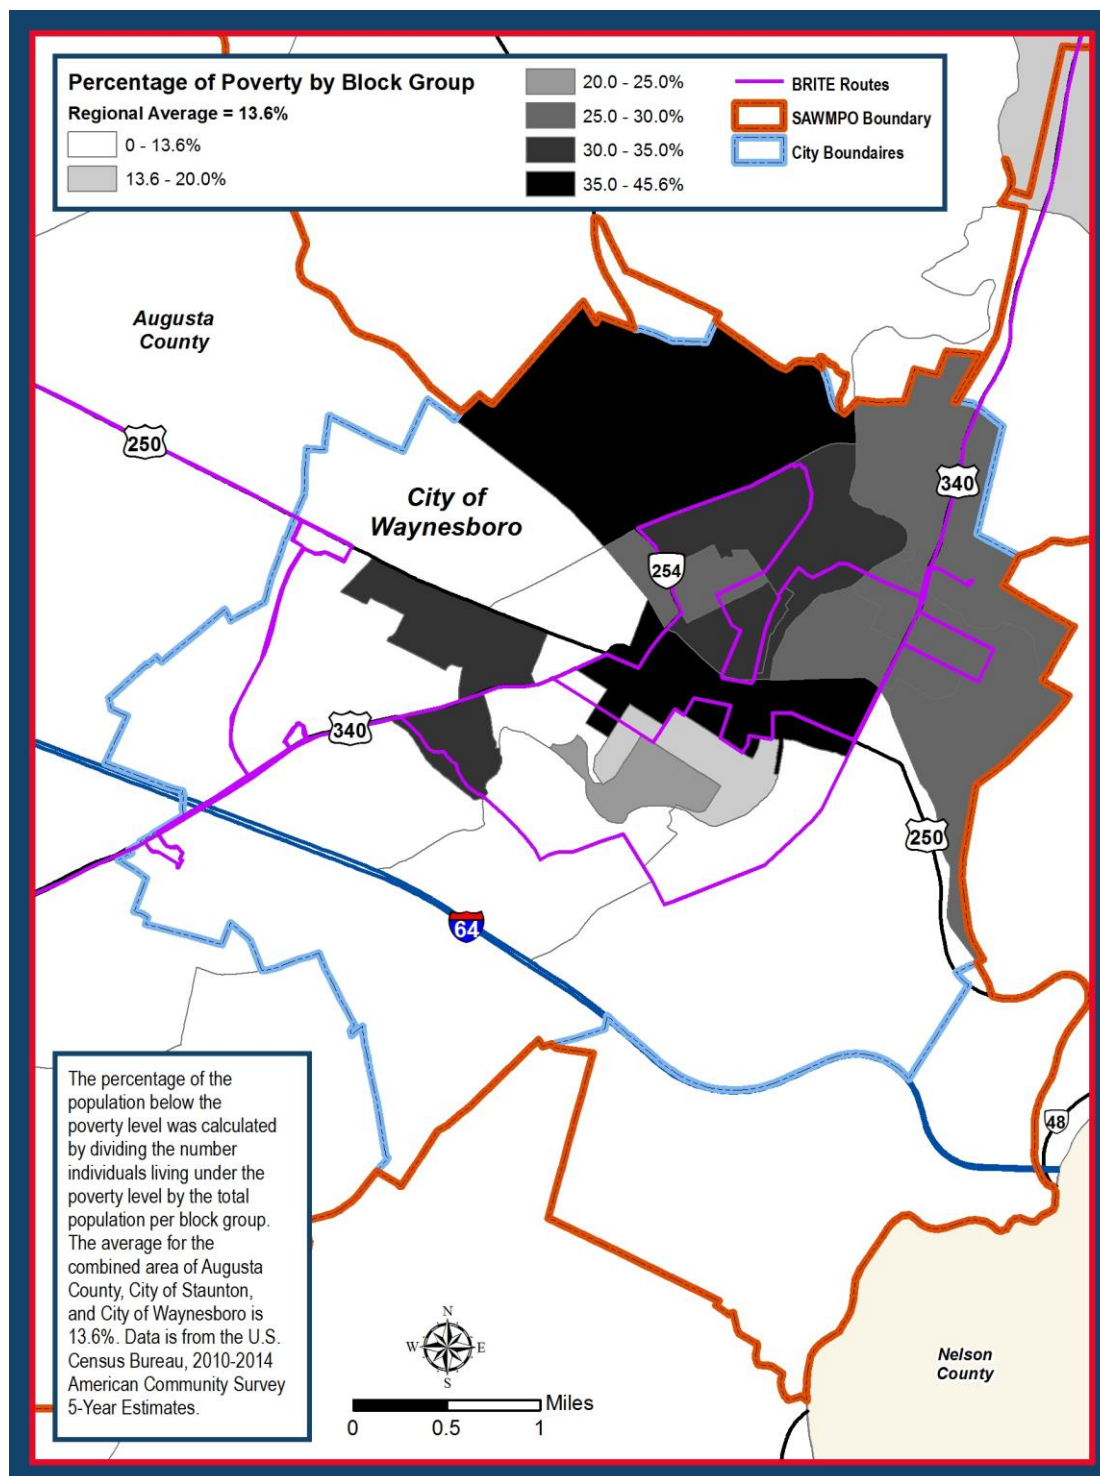 Percentage of Poverty by Block Group
Regional Average = 13.6%
0 - 13.6%
13.6 - 20.0%
20.0 - 25.0%
25.0 - 30.0%
30.0 - 35.0%
35.0 - 45.6%
BRITE Routes
SAWMPO Boundary
City Boundaires
Augusta
County
250
City of
Waynesboro
340
254
340
250
64
48
The percentage of the
population below the
poverty level was calculated
by dividing the number
individuals living under the
poverty level by the total
population per block group.
The average for the
combined area of Augusta
County, City of Staunton,
and City of Waynesboro is
13.6%. Data is from the U.S.
Census Bureau, 2010-2014
American Community Survey
5-Year Estimates.
N
W
E
S
Miles
0
0.5
1
Nelson
County